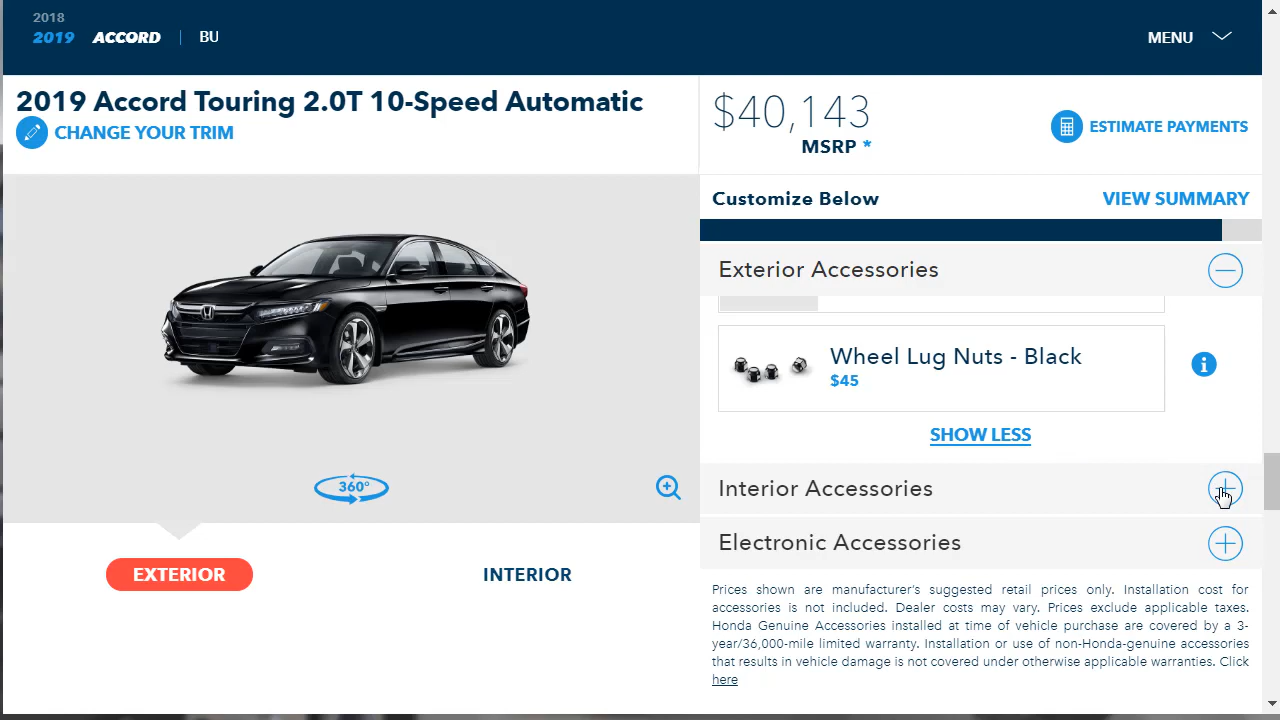 2018
2019 ACCORD | BU
MENU
2019 Accord Touring 2.0T 10-Speed Automatic
CHANGE YOUR TRIM
$40,143
MSRP *
ESTIMATE PAYMENTS
Customize Below
VIEW SUMMARY
Exterior Accessories
Wheel Lug Nuts - Black
$45
SHOW LESS
360°
Interior Accessories
Electronic Accessories
EXTERIOR
INTERIOR
Prices shown are manufacturer's suggested retail prices only. Installation cost for
accessories is not included. Dealer costs may vary. Prices exclude applicable taxes.
Honda Genuine Accessories installed at time of vehicle purchase are covered by a 3-
year/36,000-mile limited warranty. Installation or use of non-Honda-genuine accessories
that results in vehicle damage is not covered under otherwise applicable warranties. Click
here